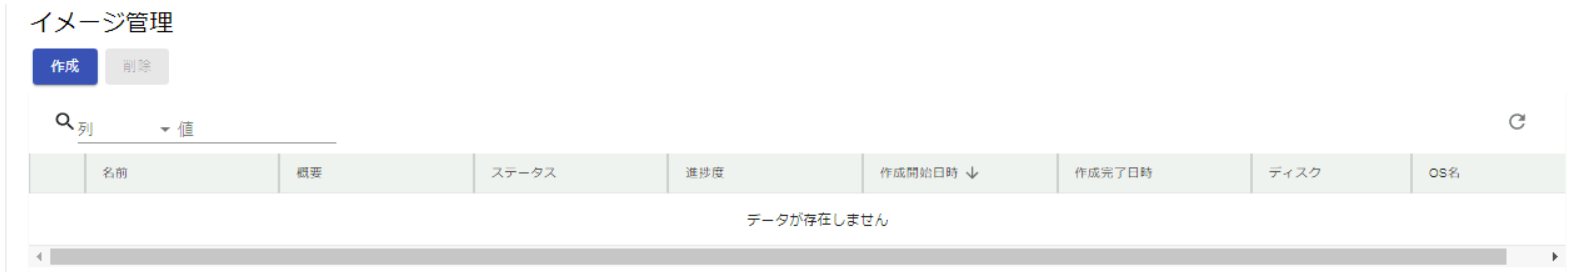 イメージ管理
作成 削除
列 値
名前 概要 ステータス 進捗度 作成開始日時 作成完了日時 ディスク OS名
データが存在しません